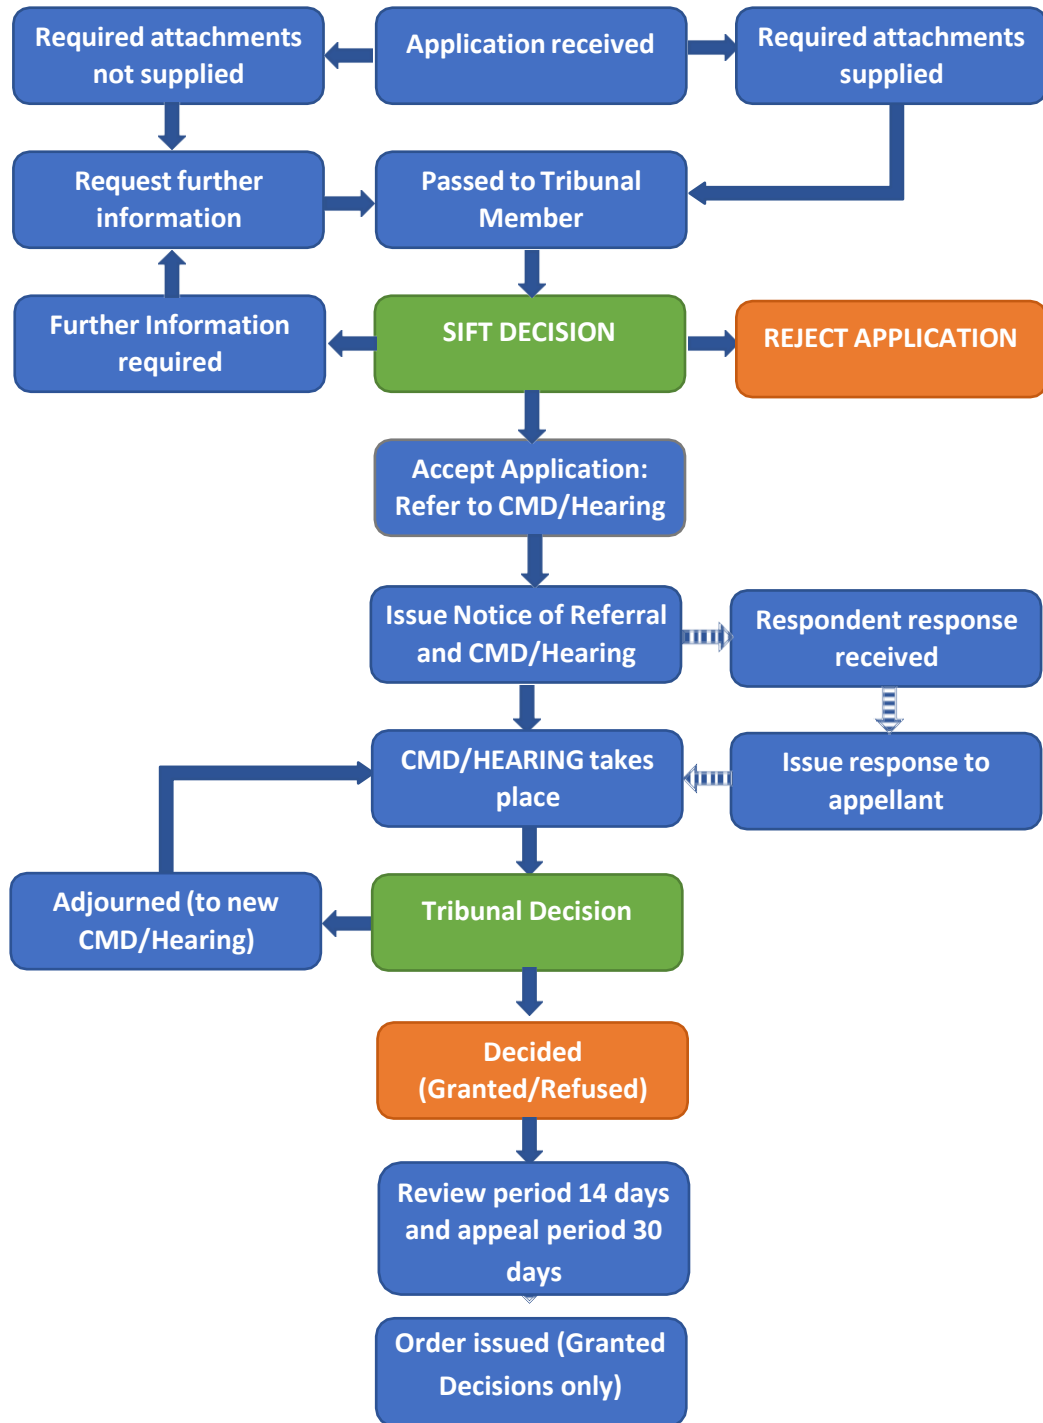 Required attachments
not supplied
Application received
Required attachments
supplied
Request further
information
Passed to Tribunal
Member
Further Information
required
SIFT DECISION
REJECT APPLICATION
Accept Application:
Refer to CMD/Hearing
Issue Notice of Referral
and CMD/Hearing
Respondent response
received
CMD/HEARING takes
place
Issue response to
appellant
Adjourned (to new
CMD/Hearing)
Tribunal Decision
Decided
(Granted/Refused)
Review period 14 days
and appeal period 30
days
Order issued (Granted
Decisions only)